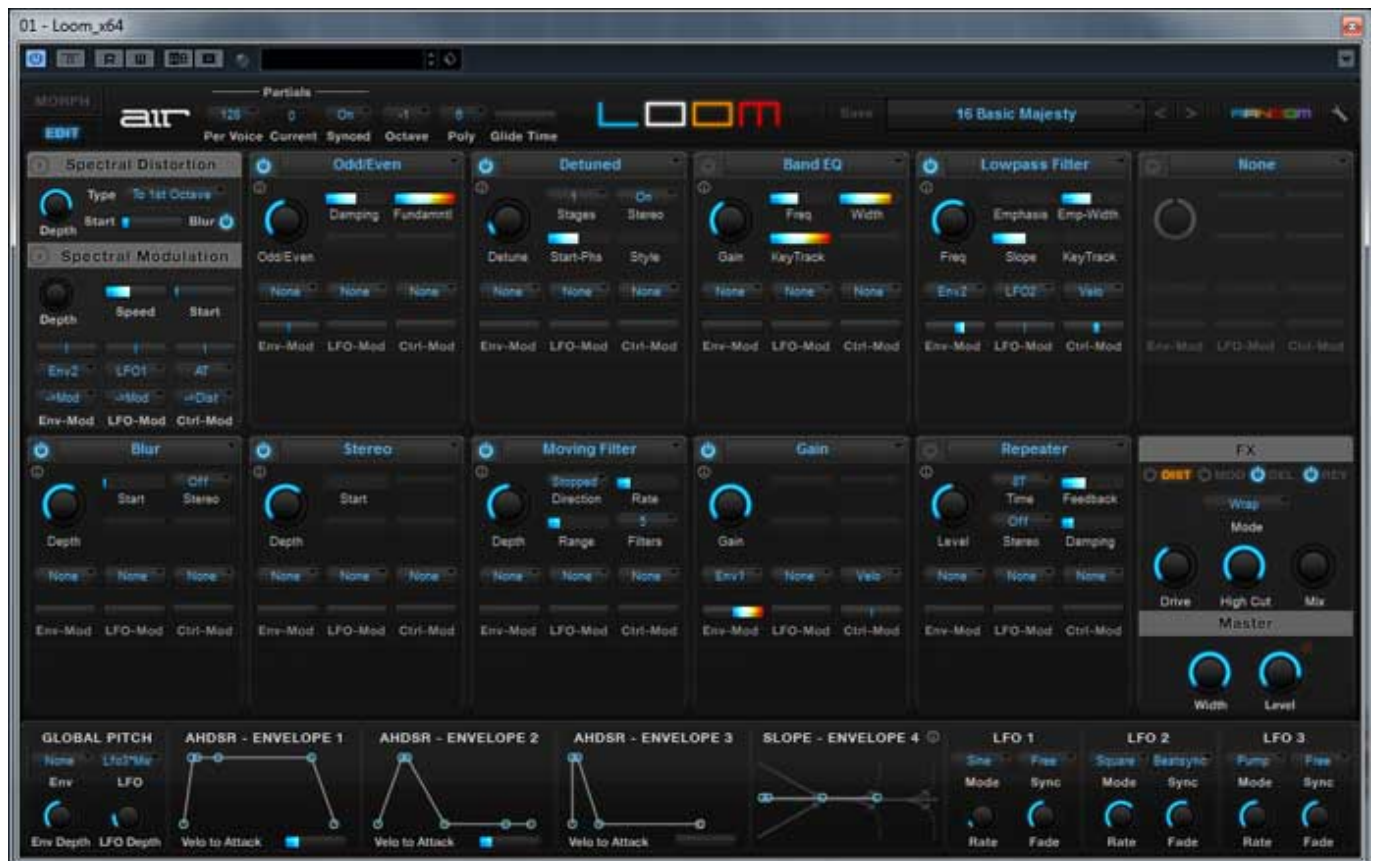 01 - Loom_x64
MORPH
EDIT
air
Partials
128 0 On -1 8
Per Voice Current Synced Octave Poly Glide Time
LOOM
Save
16 Basic Majesty
< >
RANDOM
Spectral Distortion
Type To 1st Octave
Start Blur
Depth
Spectral Modulation
Depth Speed Start
Env2 LFO1 AT
->Mod ->Mod ->Dist
Env-Mod LFO-Mod Ctrl-Mod
Odd/Even
Damping Fundamntl
Odd/Even
None None None
Env-Mod LFO-Mod Ctrl-Mod
Detuned
1 On
Stages Stereo
Detune Start-Phs Style
None None None
Env-Mod LFO-Mod Ctrl-Mod
Band EQ
Freq Width
Gain KeyTrack
None None None
Env-Mod LFO-Mod Ctrl-Mod
Lowpass Filter
Emphasis Emp-Width
Freq Slope KeyTrack
Env2 LFO2 Velo
Env-Mod LFO-Mod Ctrl-Mod
None
Env-Mod LFO-Mod Ctrl-Mod
Blur
Off
Start Stereo
Depth
None None None
Env-Mod LFO-Mod Ctrl-Mod
Stereo
Start
Depth
None None None
Env-Mod LFO-Mod Ctrl-Mod
Moving Filter
Stopped
Direction Rate
5
Depth Range Filters
None None None
Env-Mod LFO-Mod Ctrl-Mod
Gain
Gain
Env1 None Velo
Env-Mod LFO-Mod Ctrl-Mod
Repeater
8T
Time Feedback
Off
Level Stereo Damping
None None None
Env-Mod LFO-Mod Ctrl-Mod
FX
DIST MOD DEL REV
Wrap
Mode
Drive High Cut Mix
Master
Width Level
GLOBAL PITCH
None Lfo3*Mw
Env LFO
Env Depth LFO Depth
AHDSR - ENVELOPE 1
Velo to Attack
AHDSR - ENVELOPE 2
Velo to Attack
AHDSR - ENVELOPE 3
Velo to Attack
SLOPE - ENVELOPE 4
LFO 1
Sine Free
Mode Sync
Rate Fade
LFO 2
Square Beatsync
Mode Sync
Rate Fade
LFO 3
Pump Free
Mode Sync
Rate Fade